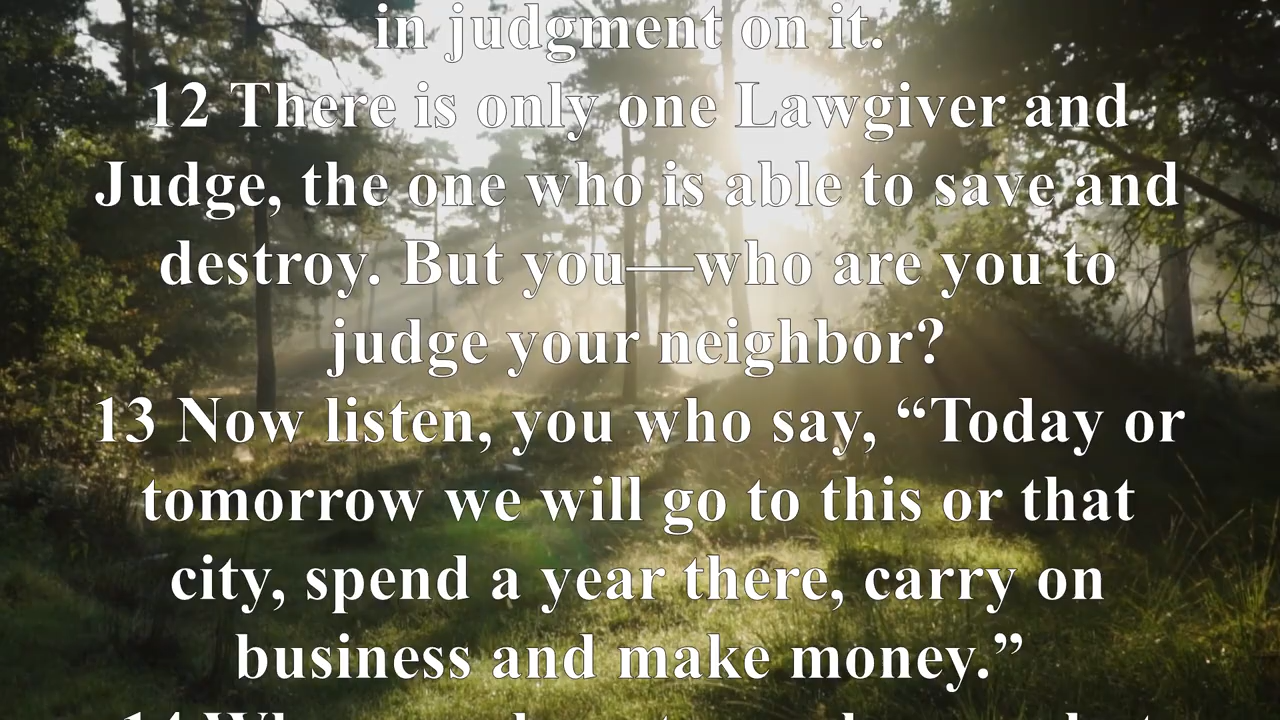 in judgment on it.
12 There is only one Lawgiver and
Judge, the one who is able to save and
destroy. But you—who are you to
judge your neighbor?
13 Now listen, you who say, “Today or
tomorrow we will go to this or that
city, spend a year there, carry on
business and make money.”